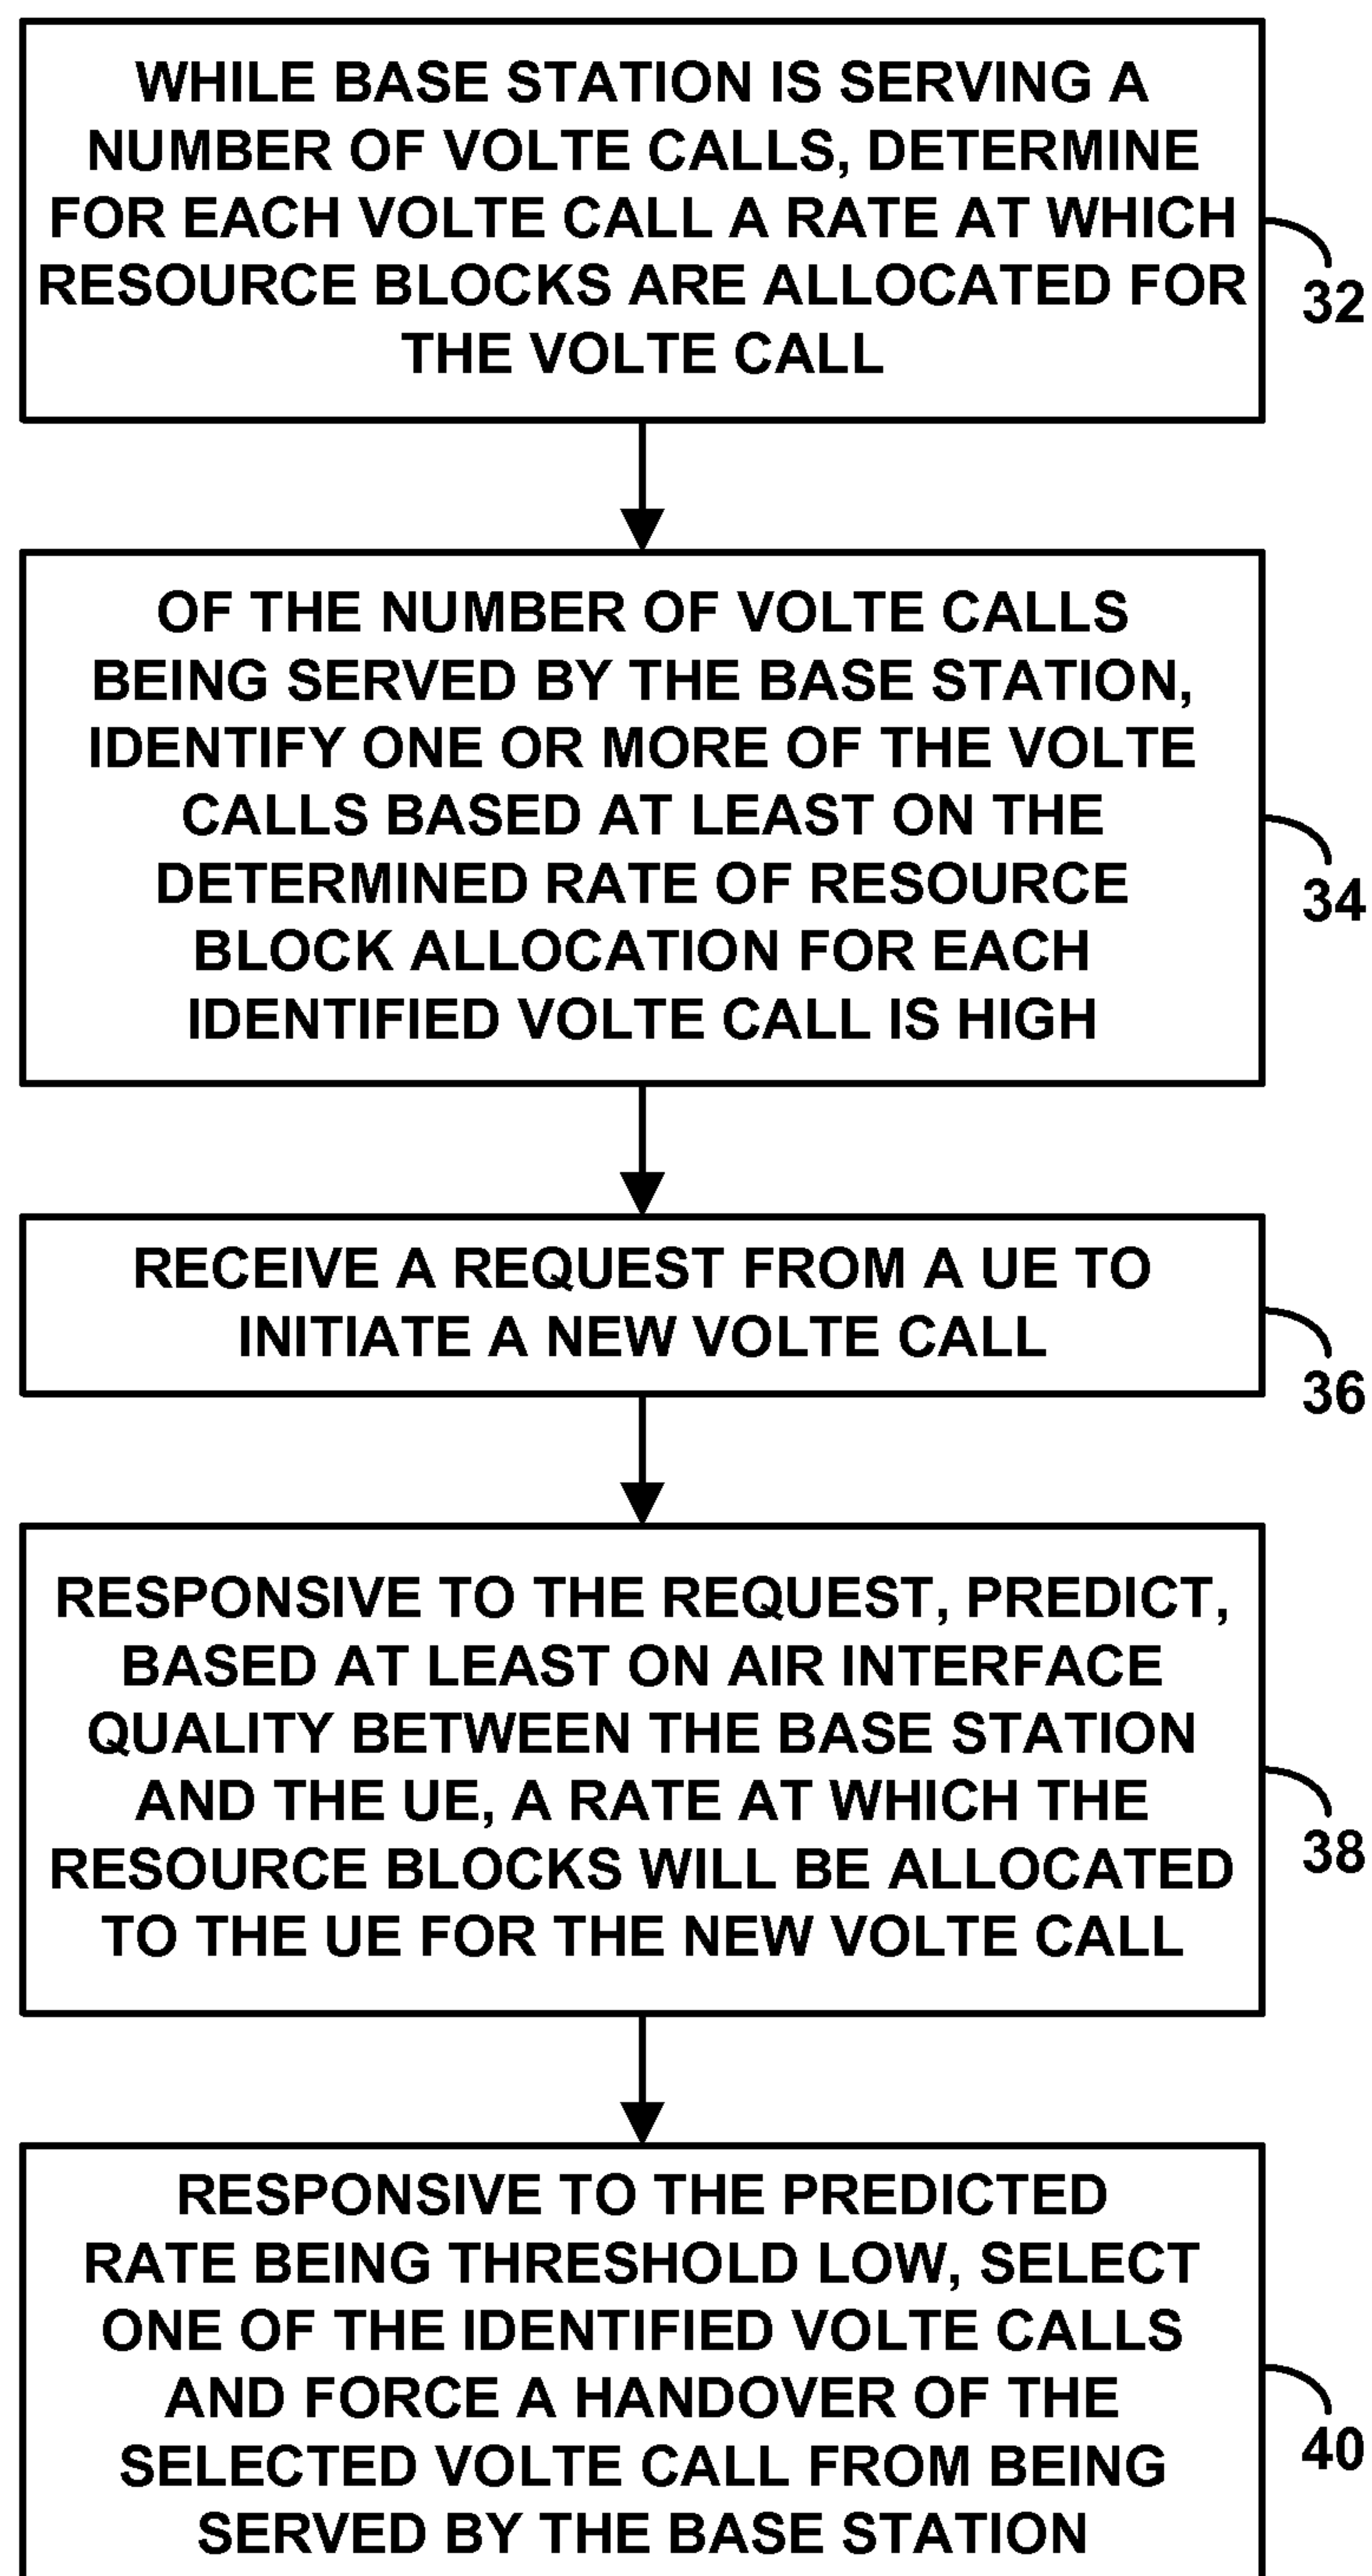 WHILE BASE STATION IS SERVING A
NUMBER OF VOLTE CALLS, DETERMINE
FOR EACH VOLTE CALL A RATE AT WHICH
RESOURCE BLOCKS ARE ALLOCATED FOR
THE VOLTE CALL
32
OF THE NUMBER OF VOLTE CALLS
BEING SERVED BY THE BASE STATION,
IDENTIFY ONE OR MORE OF THE VOLTE
CALLS BASED AT LEAST ON THE
DETERMINED RATE OF RESOURCE
BLOCK ALLOCATION FOR EACH
IDENTIFIED VOLTE CALL IS HIGH
34
RECEIVE A REQUEST FROM A UE TO
INITIATE A NEW VOLTE CALL
36
RESPONSIVE TO THE REQUEST, PREDICT,
BASED AT LEAST ON AIR INTERFACE
QUALITY BETWEEN THE BASE STATION
AND THE UE, A RATE AT WHICH THE
RESOURCE BLOCKS WILL BE ALLOCATED
TO THE UE FOR THE NEW VOLTE CALL
38
RESPONSIVE TO THE PREDICTED
RATE BEING THRESHOLD LOW, SELECT
ONE OF THE IDENTIFIED VOLTE CALLS
AND FORCE A HANDOVER OF THE
SELECTED VOLTE CALL FROM BEING
SERVED BY THE BASE STATION
40